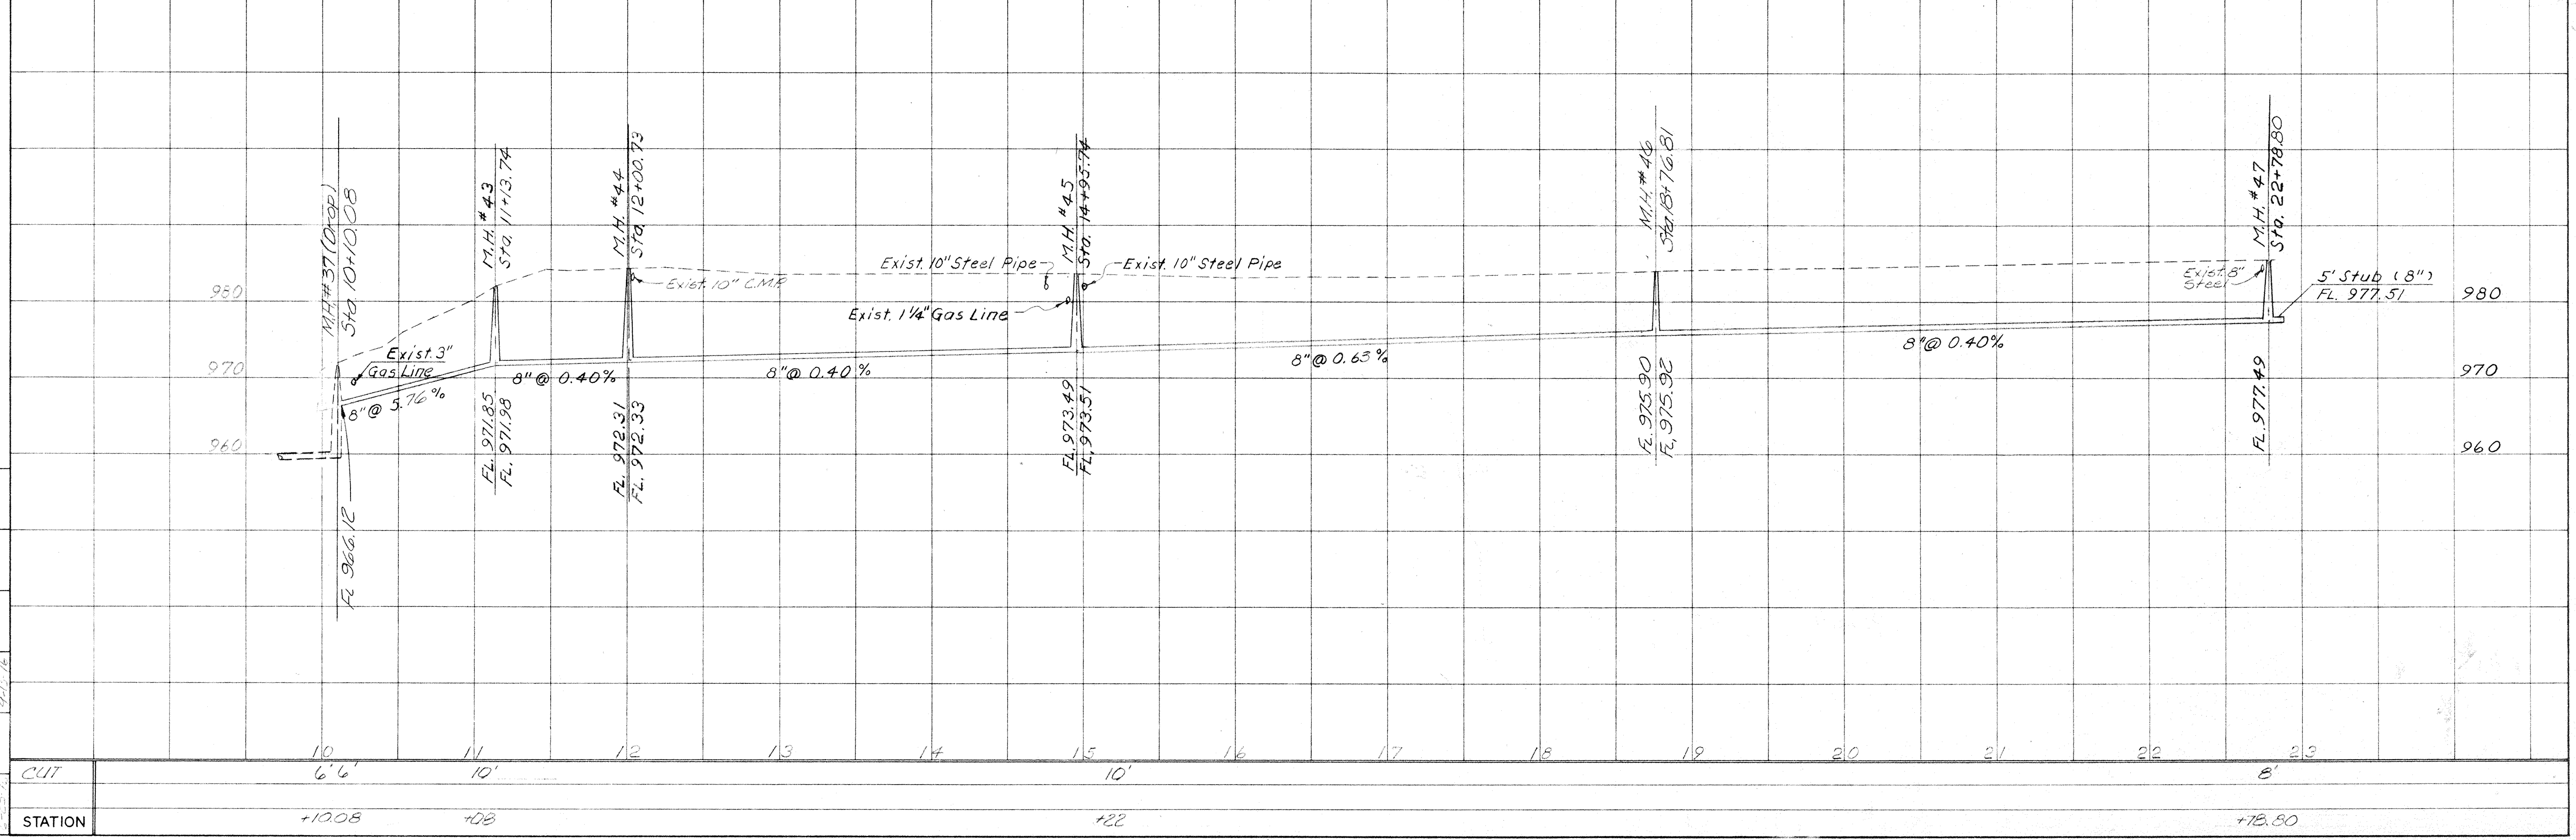 M.H.#37(Drop)
Sta. 10+10.08
M.H. #43
Sta. 11+13.74
M.H. #44
Sta. 12+00.73
M.H. #45
Sta. 14+95.74
M.H. #46
Sta. 18+76.81
M.H. #47
Sta. 22+78.80
Exist. 10" Steel Pipe
Exist. 10" Steel Pipe
Exist. 10" C.M.P.
Exist. 1¼" Gas Line
Exist. 8"
Steel
5' Stub (8")
FL. 977.51
980
980
Exist. 3"
Gas Line
970
970
8" @ 5.76 %
8" @ 0.40%
8" @ 0.40 %
8" @ 0.63 %
8" @ 0.40%
960
960
FL 966.12
FL. 971.85
FL. 971.98
FL. 972.31
FL. 972.33
FL. 973.49
FL. 973.51
FL. 975.90
FL. 975.92
FL. 977.49
10 11 12 13 14 15 16 17 18 19 20 21 22 23
CUT 6' 6' 10' 10' 8'
STATION +10.08 +08 +22 +78.80